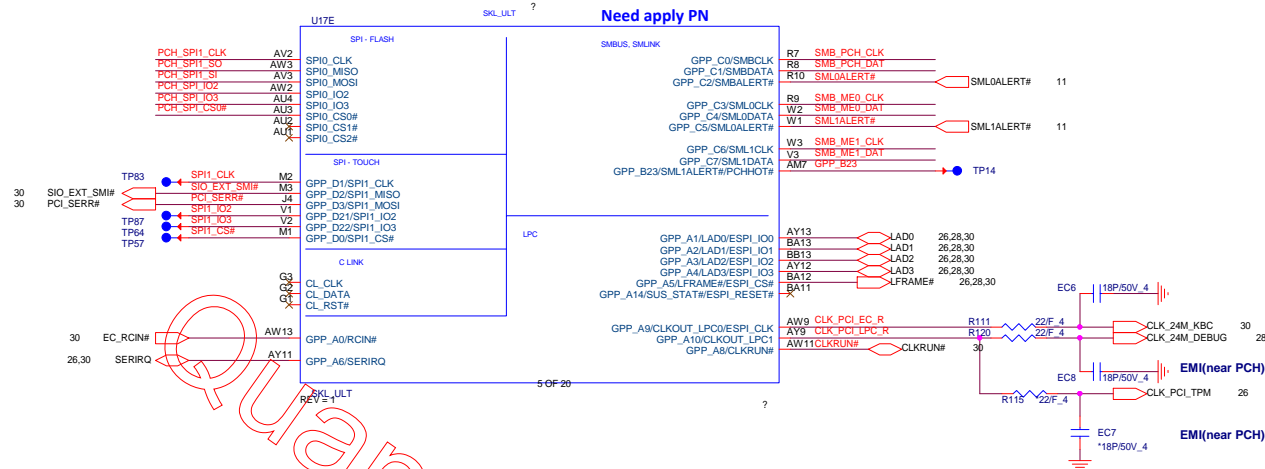 ?
SKL_ULT
Need apply PN
U17E
SPI - FLASH
SMBUS, SMLINK
PCH_SPI1_CLK AV2 SPI0_CLK
PCH_SPI1_SO AW3 SPI0_MISO
PCH_SPI1_SI AV3 SPI0_MOSI
PCH_SPI_IO2 AW2 SPI0_IO2
PCH_SPI_IO3 AU4 SPI0_IO3
PCH_SPI_CS0# AU3 SPI0_CS0#
AU2 SPI0_CS1#
AU1 SPI0_CS2#
GPP_C0/SMBCLK R7 SMB_PCH_CLK
GPP_C1/SMBDATA R8 SMB_PCH_DAT
GPP_C2/SMBALERT# R10 SML0ALERT# SML0ALERT# 11
GPP_C3/SML0CLK R9 SMB_ME0_CLK
GPP_C4/SML0DATA W2 SMB_ME0_DAT
GPP_C5/SML0ALERT# W1 SML1ALERT# SML1ALERT# 11
GPP_C6/SML1CLK W3 SMB_ME1_CLK
GPP_C7/SML1DATA V3 SMB_ME1_DAT
GPP_B23/SML1ALERT#/PCHHOT# AM7 GPP_B23 TP14
SPI - TOUCH
TP83 SPI1_CLK M2 GPP_D1/SPI1_CLK
30 SIO_EXT_SMI# SIO_EXT_SMI# M3 GPP_D2/SPI1_MISO
30 PCI_SERR# PCI_SERR# J4 GPP_D3/SPI1_MOSI
TP87 SPI1_IO2 V1 GPP_D21/SPI1_IO2
TP64 SPI1_IO3 V2 GPP_D22/SPI1_IO3
TP57 SPI1_CS# M1 GPP_D0/SPI1_CS#
LPC
GPP_A1/LAD0/ESPI_IO0 AY13 LAD0 26,28,30
GPP_A2/LAD1/ESPI_IO1 BA13 LAD1 26,28,30
GPP_A3/LAD2/ESPI_IO2 BB13 LAD2 26,28,30
GPP_A4/LAD3/ESPI_IO3 AY12 LAD3 26,28,30
GPP_A5/LFRAME#/ESPI_CS# BA12 LFRAME# 26,28,30
GPP_A14/SUS_STAT#/ESPI_RESET# BA11
C LINK
G3 CL_CLK
G2 CL_DATA
G1 CL_RST#
EC6 18P/50V_4
30 EC_RCIN# AW13 GPP_A0/RCIN#
26,30 SERIRQ AY11 GPP_A6/SERIRQ
GPP_A9/CLKOUT_LPC0/ESPI_CLK AW9 CLK_PCI_EC_R R111 22/F_4 CLK_24M_KBC 30
GPP_A10/CLKOUT_LPC1 AY9 CLK_PCI_LPC_R R120 22/F_4 CLK_24M_DEBUG 28
GPP_A8/CLKRUN# AW11 CLKRUN# CLKRUN# 30
EC8 18P/50V_4 EMI(near PCH)
5 OF 20
SKL_ULT
REV = 1
?
R115 22/F_4 CLK_PCI_TPM 26
EC7
*18P/50V_4
EMI(near PCH)
Quan